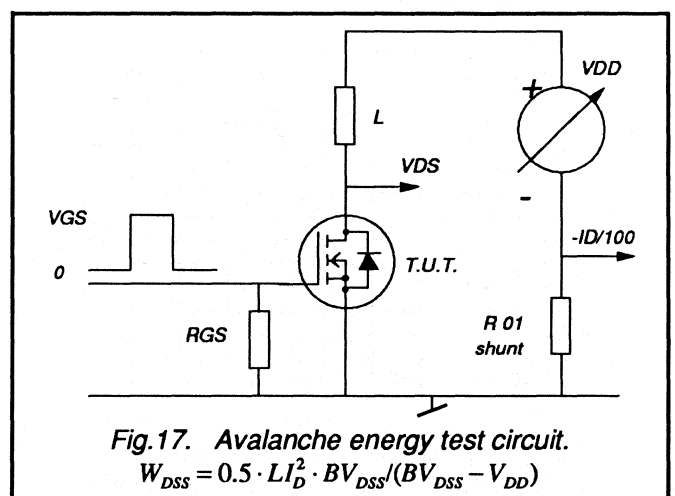 VDD
+
L
VDS
-
VGS
-ID/100
0
T.U.T.
RGS
R 01
shunt
Fig.17. Avalanche energy test circuit.
W_DSS = 0.5 · LI_D^2 · BV_DSS/(BV_DSS − V_DD)